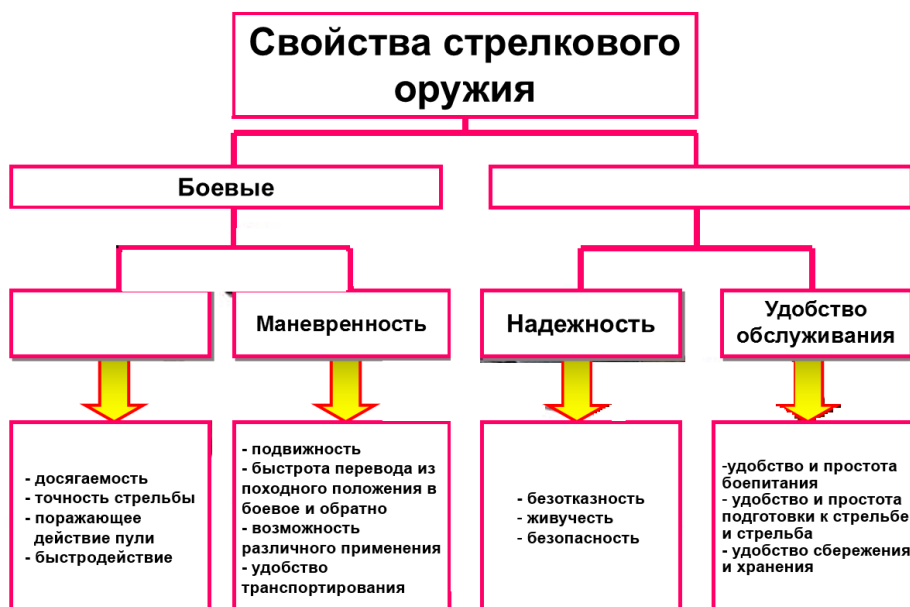 Свойства стрелкового
оружия
Боевые
Маневренность
Надежность
Удобство
обслуживания
- досягаемость
- точность стрельбы
- поражающее
действие пули
- быстродействие
- подвижность
- быстрота перевода из
походного положения в
боевое и обратно
- возможность
различного применения
- удобство
транспортирования
- безотказность
- живучесть
- безопасность
-удобство и простота
боепитания
- удобство и простота
подготовки к стрельбе
и стрельба
- удобство сбережения
и хранения